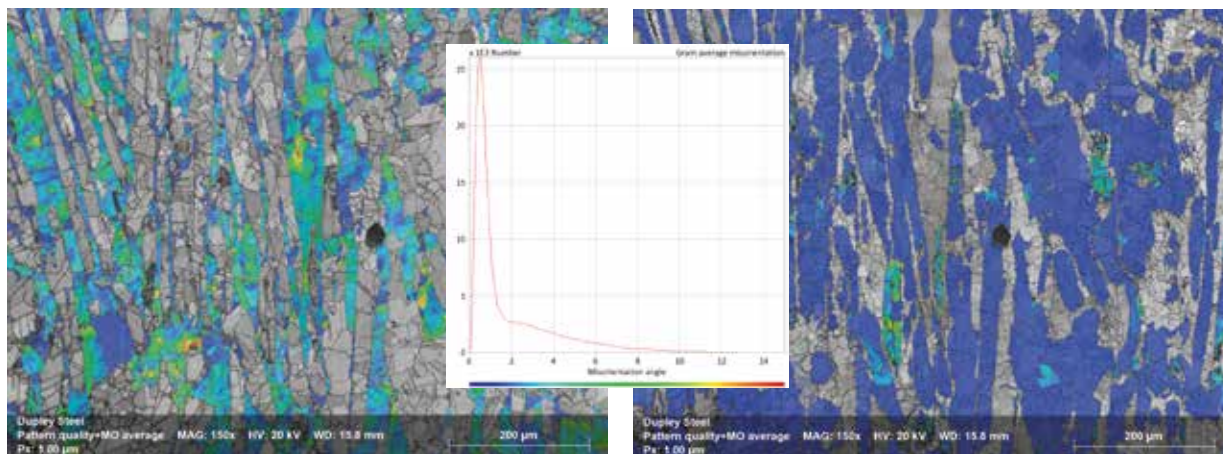 Number
Grain average misorientation
25
20
15
10
5
0
0 2 4 6 8 10 12 14
Misorientation angle
Dupley Steel
Pattern quality+MO average MAG: 150x HV: 20 kV WD: 15.8 mm
Px: 1.00 µm
200 µm
Dupley Steel
Pattern quality+MO average MAG: 150x HV: 20 kV WD: 15.8 mm
Px: 1.00 µm
200 µm